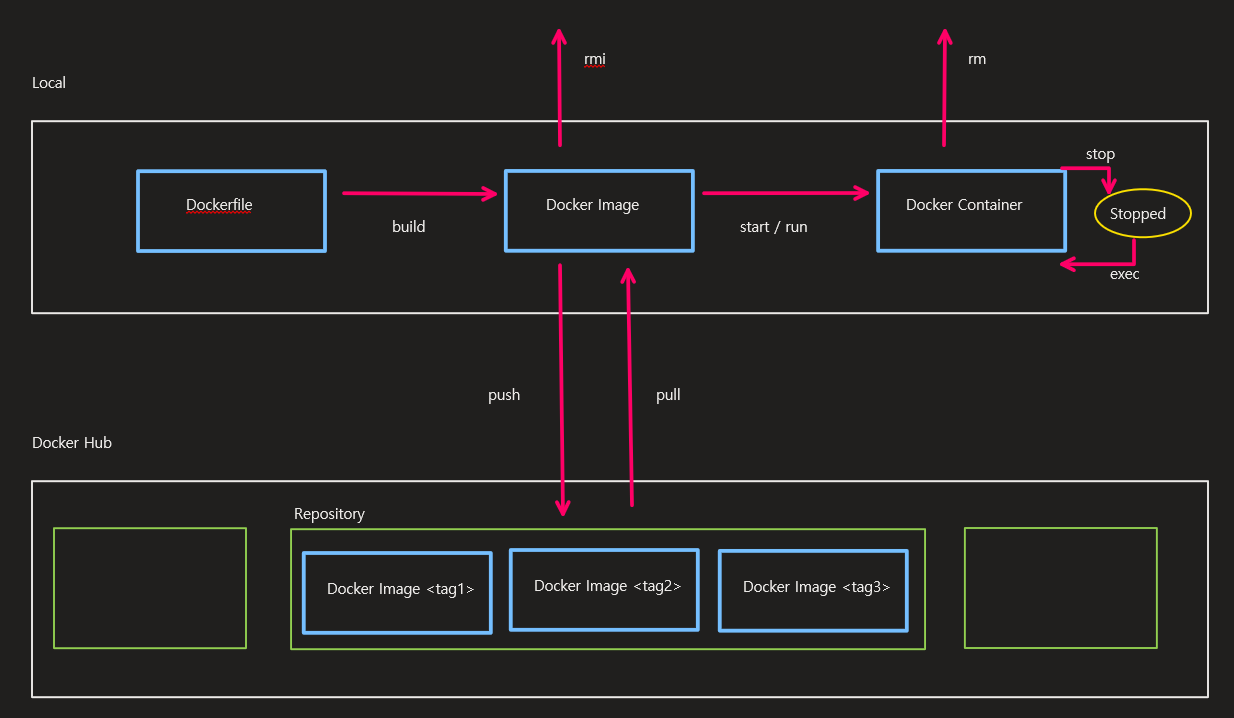 rmi
rm
Local
stop
Dockerfile
Docker Image
Docker Container
Stopped
build
start / run
exec
push
pull
Docker Hub
Repository
Docker Image <tag1>
Docker Image <tag2>
Docker Image <tag3>